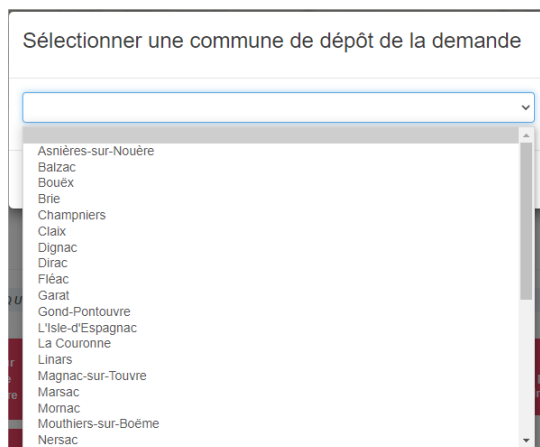 Sélectionner une commune de dépôt de la demande
Asnières-sur-Nouère
Balzac
Bouëx
Brie
Champniers
Claix
Dignac
Dirac
Fléac
Garat
Gond-Pontouvre
L'Isle-d'Espagnac
La Couronne
Linars
Magnac-sur-Touvre
Marsac
Mornac
Mouthiers-sur-Boëme
Nersac